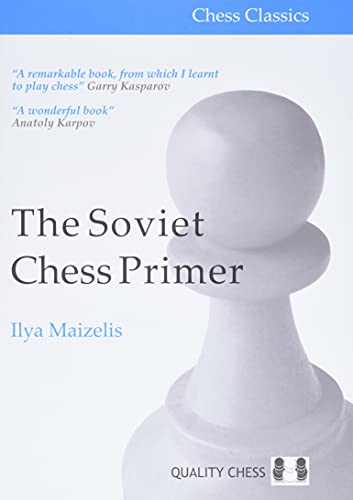 Chess Classics
“A remarkable book, from which I learnt
to play chess” Garry Kasparov
“A wonderful book”
Anatoly Karpov
The Soviet
Chess Primer
Ilya Maizelis
QUALITY CHESS